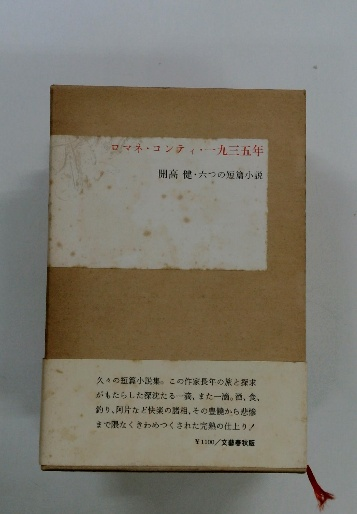 ロマネ・コンティ・一九三五年
開高 健・六つの短篇小説
久々の短篇小説集。この作家長年の旅と探求
がもたらした深沈たる一滴、また一滴。酒、食、
釣り、阿片など快楽の諸相、その豊饒から悲惨
まで隈なくきわめつくされた完熟の仕上り!
¥1100/文藝春秋版